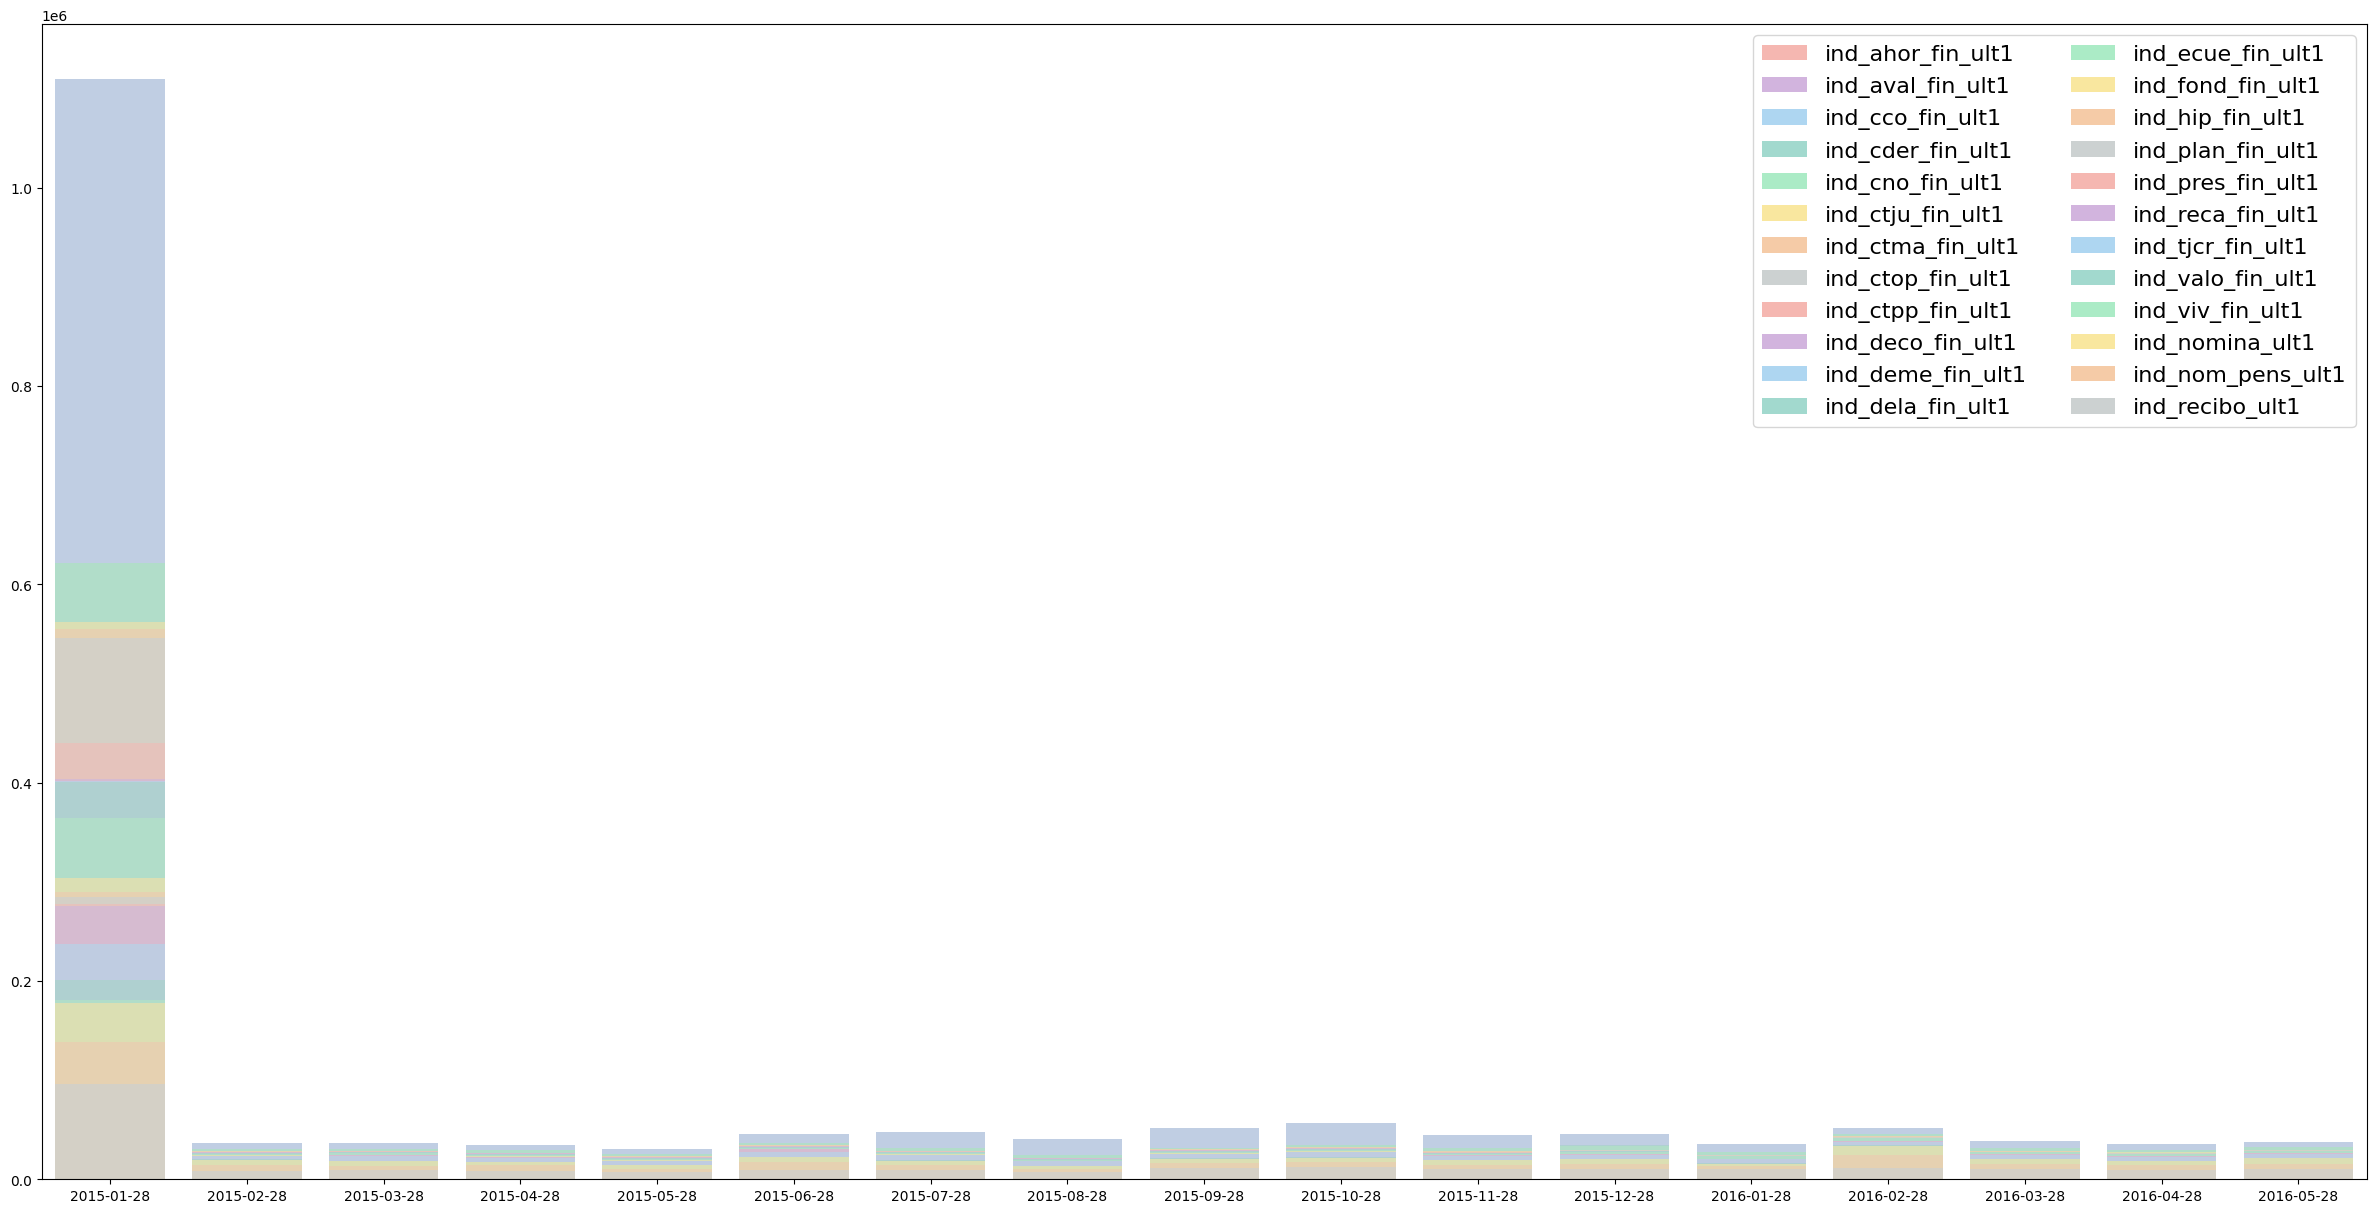 1e6
1.0
0.8
0.6
0.4
0.2
0.0
ind_ahor_fin_ult1
ind_aval_fin_ult1
ind_cco_fin_ult1
ind_cder_fin_ult1
ind_cno_fin_ult1
ind_ctju_fin_ult1
ind_ctma_fin_ult1
ind_ctop_fin_ult1
ind_ctpp_fin_ult1
ind_deco_fin_ult1
ind_deme_fin_ult1
ind_dela_fin_ult1
ind_ecue_fin_ult1
ind_fond_fin_ult1
ind_hip_fin_ult1
ind_plan_fin_ult1
ind_pres_fin_ult1
ind_reca_fin_ult1
ind_tjcr_fin_ult1
ind_valo_fin_ult1
ind_viv_fin_ult1
ind_nomina_ult1
ind_nom_pens_ult1
ind_recibo_ult1
2015-01-28 2015-02-28 2015-03-28 2015-04-28 2015-05-28 2015-06-28 2015-07-28 2015-08-28 2015-09-28 2015-10-28 2015-11-28 2015-12-28 2016-01-28 2016-02-28 2016-03-28 2016-04-28 2016-05-28